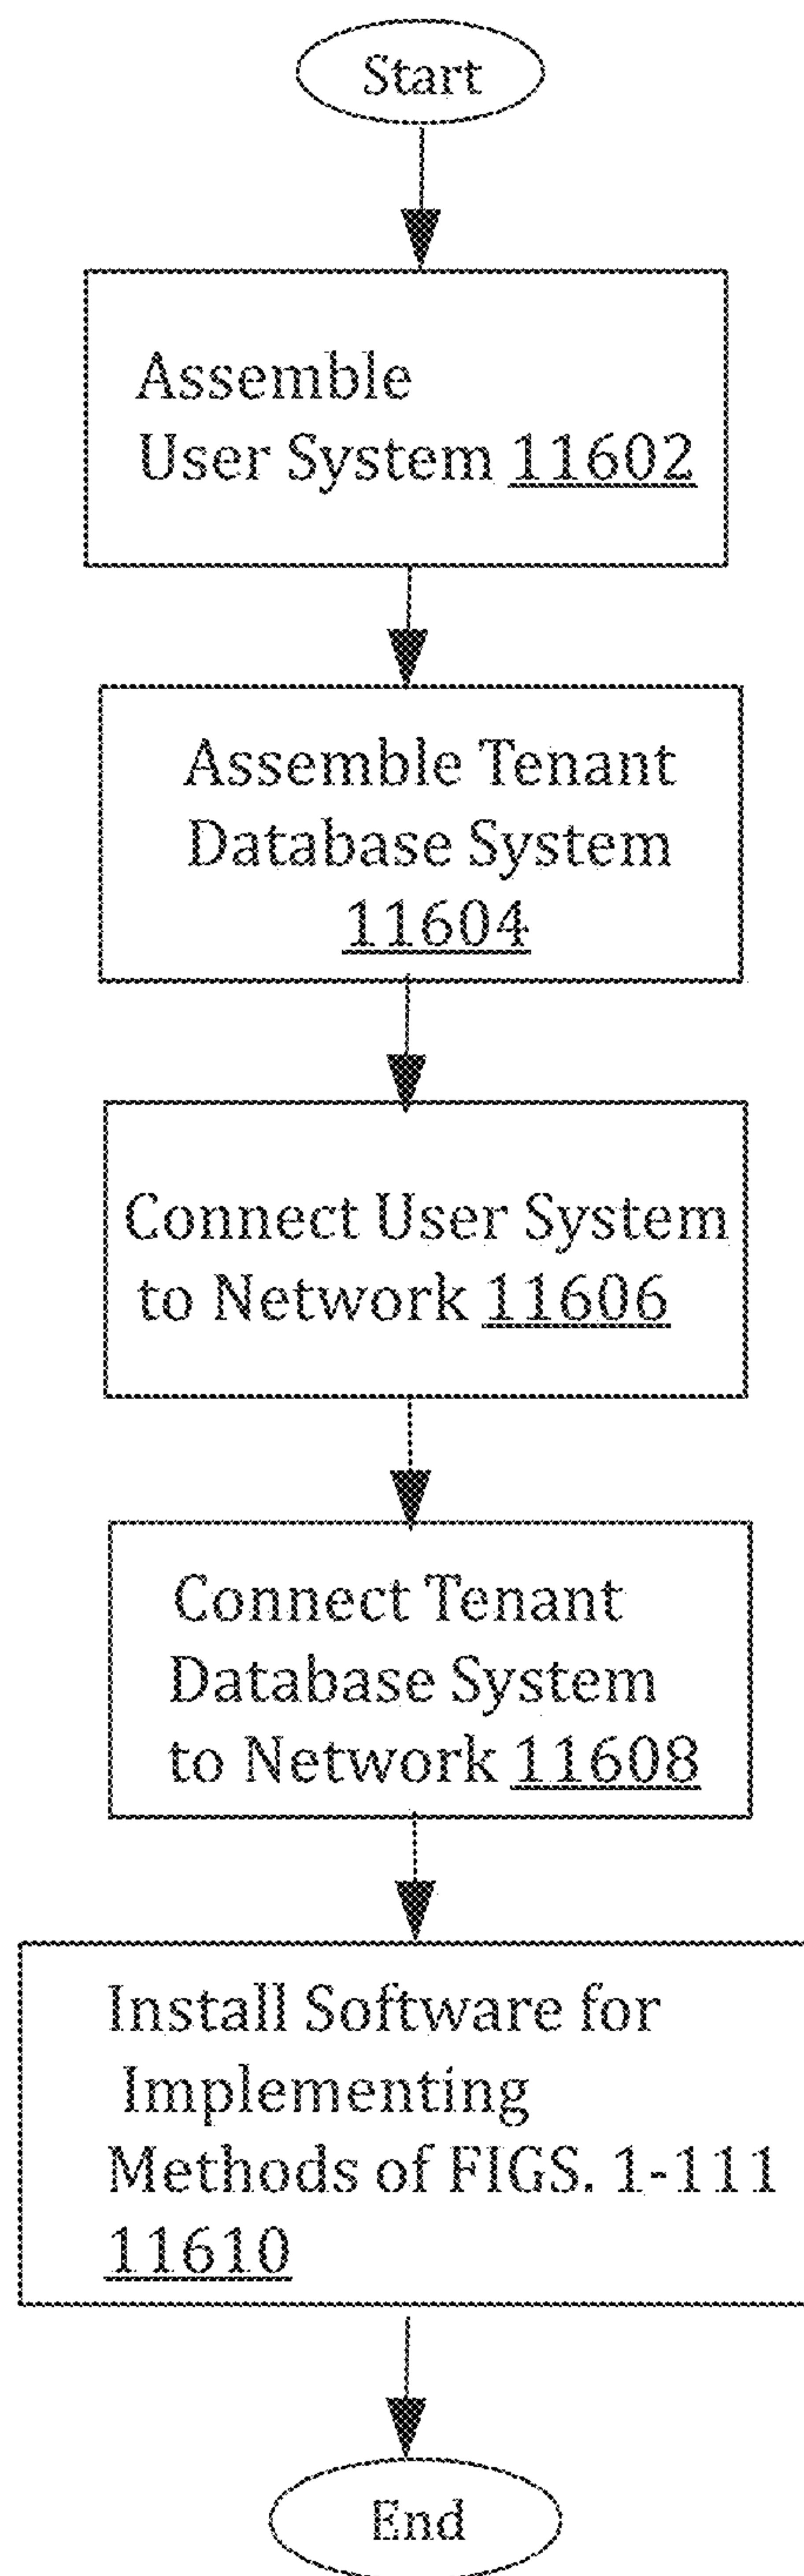 Start
Assemble
User System 11602
Assemble Tenant
Database System
11604
Connect User System
to Network 11606
Connect Tenant
Database System
to Network 11608
Install Software for
Implementing
Methods of FIGS. 1-111
11610
End